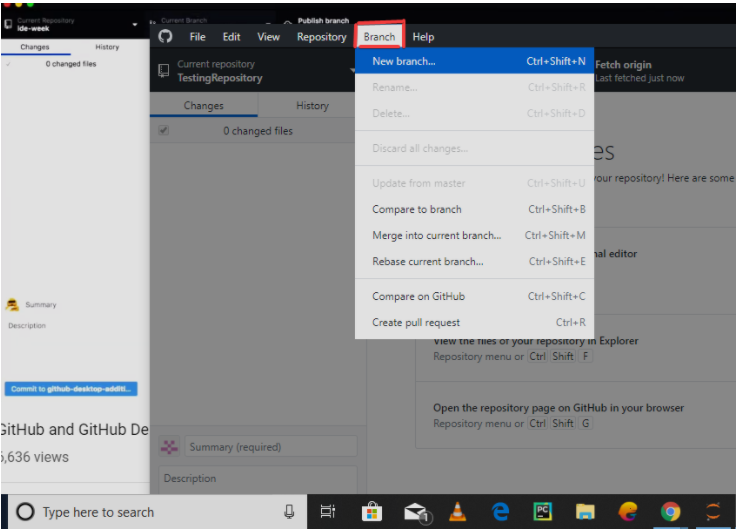 Current Repository
ide-week
Current Branch
Publish branch
Changes
History
0 changed files
Summary
Description
Commit to github-desktop-additi...
GitHub and GitHub De
,636 views
File Edit View Repository Branch Help
Current repository
TestingRepository
Changes
History
0 changed files
New branch... Ctrl+Shift+N
Rename... Ctrl+Shift+R
Delete... Ctrl+Shift+D
Discard all changes...
Update from master Ctrl+Shift+U
Compare to branch Ctrl+Shift+B
Merge into current branch... Ctrl+Shift+M
Rebase current branch... Ctrl+Shift+E
Compare on GitHub Ctrl+Shift+C
Create pull request Ctrl+R
Fetch origin
Last fetched just now
es
your repository! Here are some
nal editor
View the files of your repository in Explorer
Repository menu or Ctrl Shift F
Open the repository page on GitHub in your browser
Repository menu or Ctrl Shift G
Summary (required)
Description
Type here to search